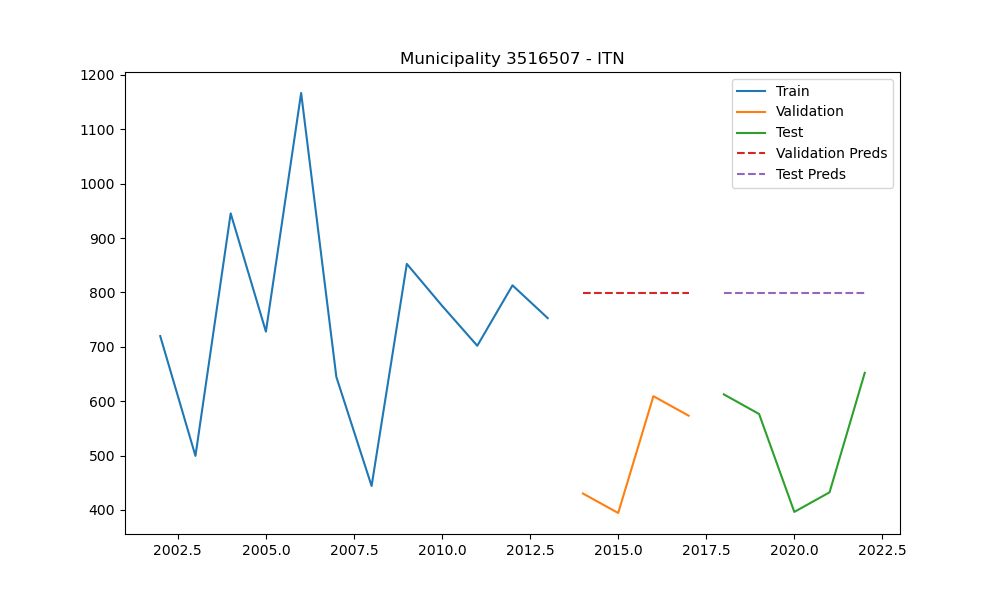 Municipality 3516507 - ITN
1200
1100
1000
900
800
700
600
500
400
Train
Validation
Test
Validation Preds
Test Preds
2002.5 2005.0 2007.5 2010.0 2012.5 2015.0 2017.5 2020.0 2022.5